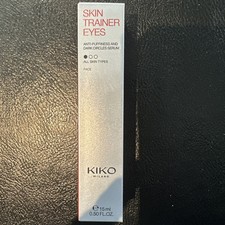 SKIN
TRAINER
EYES
ANTI-PUFFINESS AND
DARK CIRCLES SERUM
ALL SKIN TYPES
FACE
KIKO
MILANO
℮ 15 ml
0.50 FL.OZ.